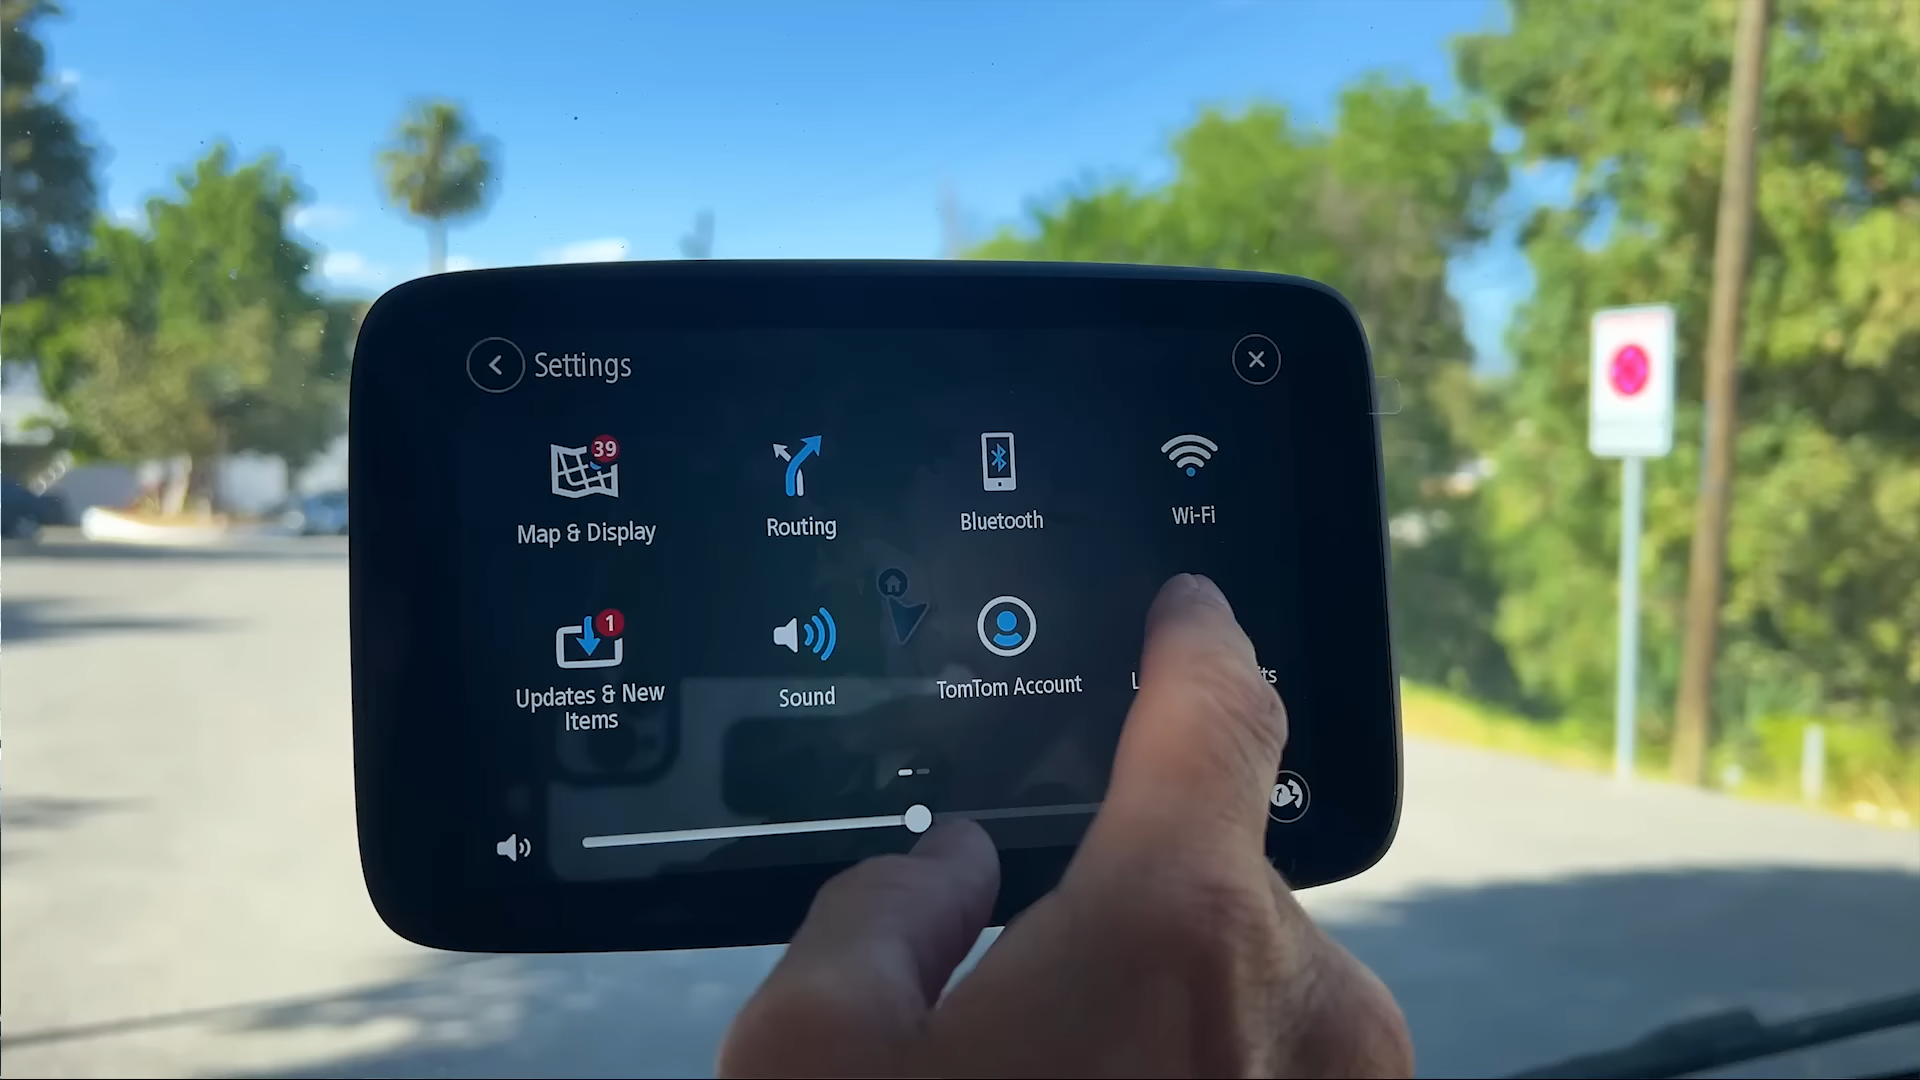 Settings
39
Map & Display
Routing
Bluetooth
Wi-Fi
1
Updates & New
Items
Sound
TomTom Account